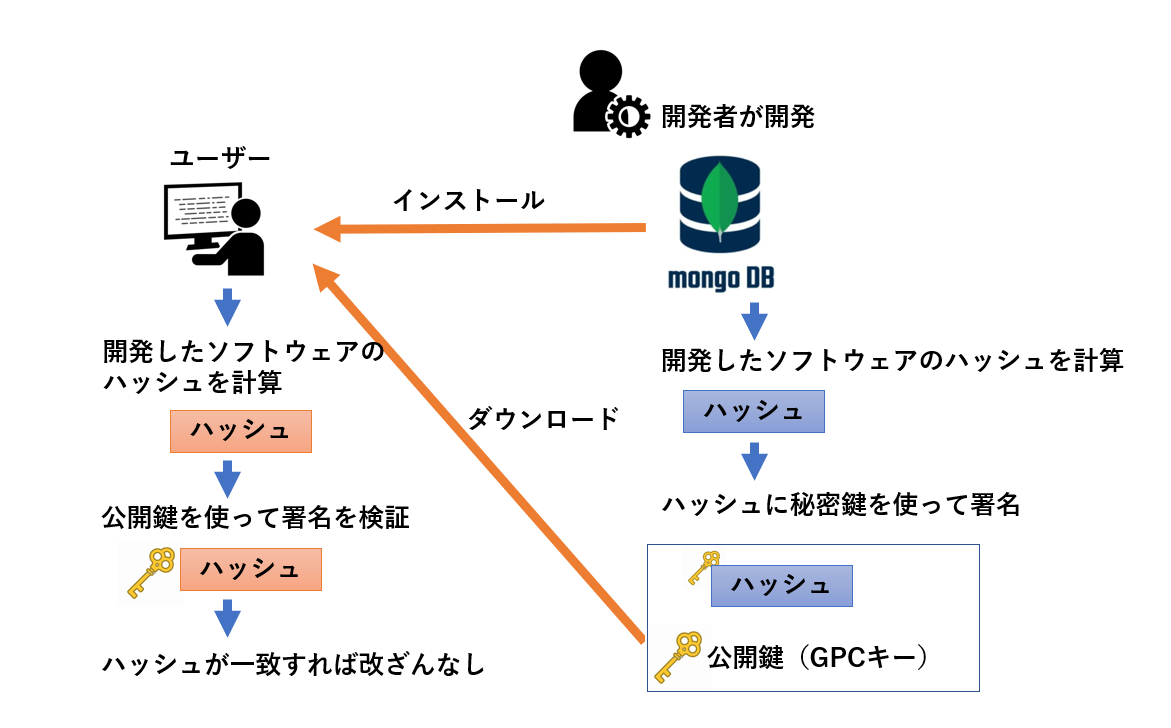 開発者が開発
ユーザー
インストール
mongo DB
開発したソフトウェアの
ハッシュを計算
開発したソフトウェアのハッシュを計算
ハッシュ
ハッシュ
ダウンロード
公開鍵を使って署名を検証
ハッシュに秘密鍵を使って署名
ハッシュ
ハッシュ
ハッシュが一致すれば改ざんなし
公開鍵（GPCキー）